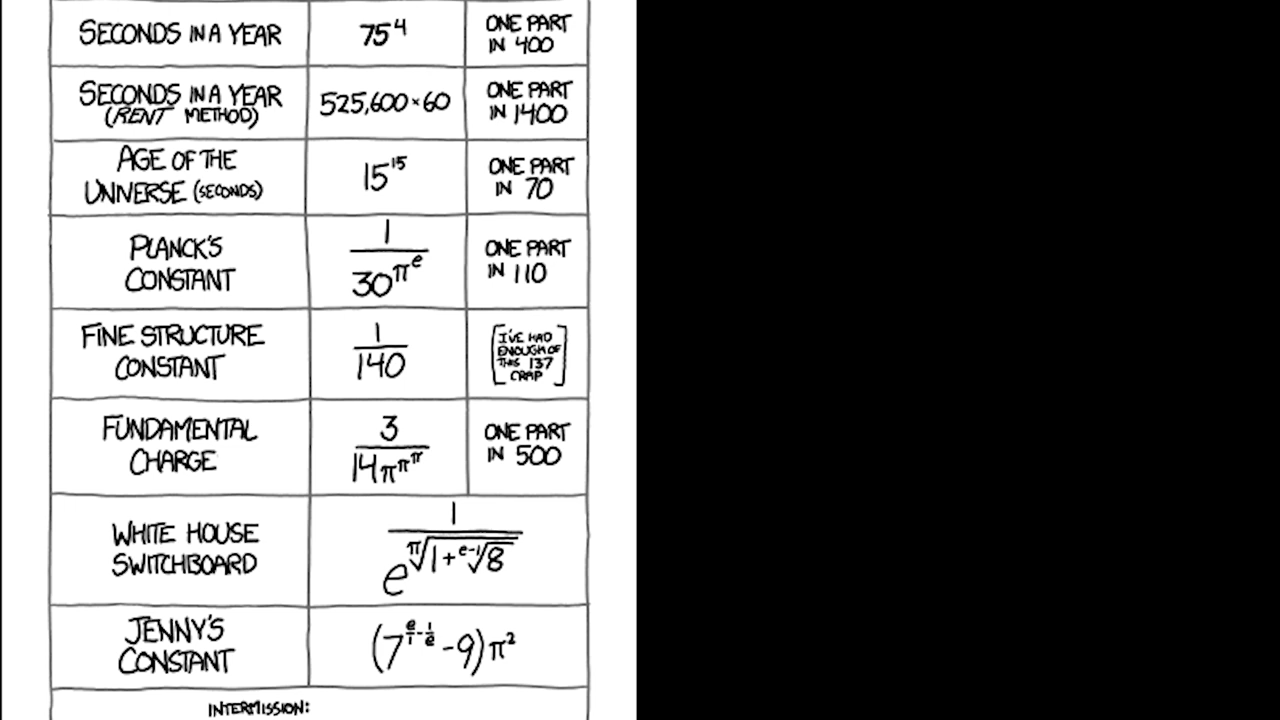 SECONDS IN A YEAR
75⁴
ONE PART
IN 400
SECONDS IN A YEAR
(RENT METHOD)
525,600×60
ONE PART
IN 1400
AGE OF THE
UNIVERSE (SECONDS)
15¹⁵
ONE PART
IN 70
PLANCK'S
CONSTANT
1
30^π^e
ONE PART
IN 110
FINE STRUCTURE
CONSTANT
1
140
[I'VE HAD
ENOUGH OF
THIS 137
CRAP]
FUNDAMENTAL
CHARGE
3
14π^π^π
ONE PART
IN 500
WHITE HOUSE
SWITCHBOARD
1
e^π√(1+^(e-1)√8)
JENNY'S
CONSTANT
(7^(e/1-1/e)-9)π²
INTERMISSION: